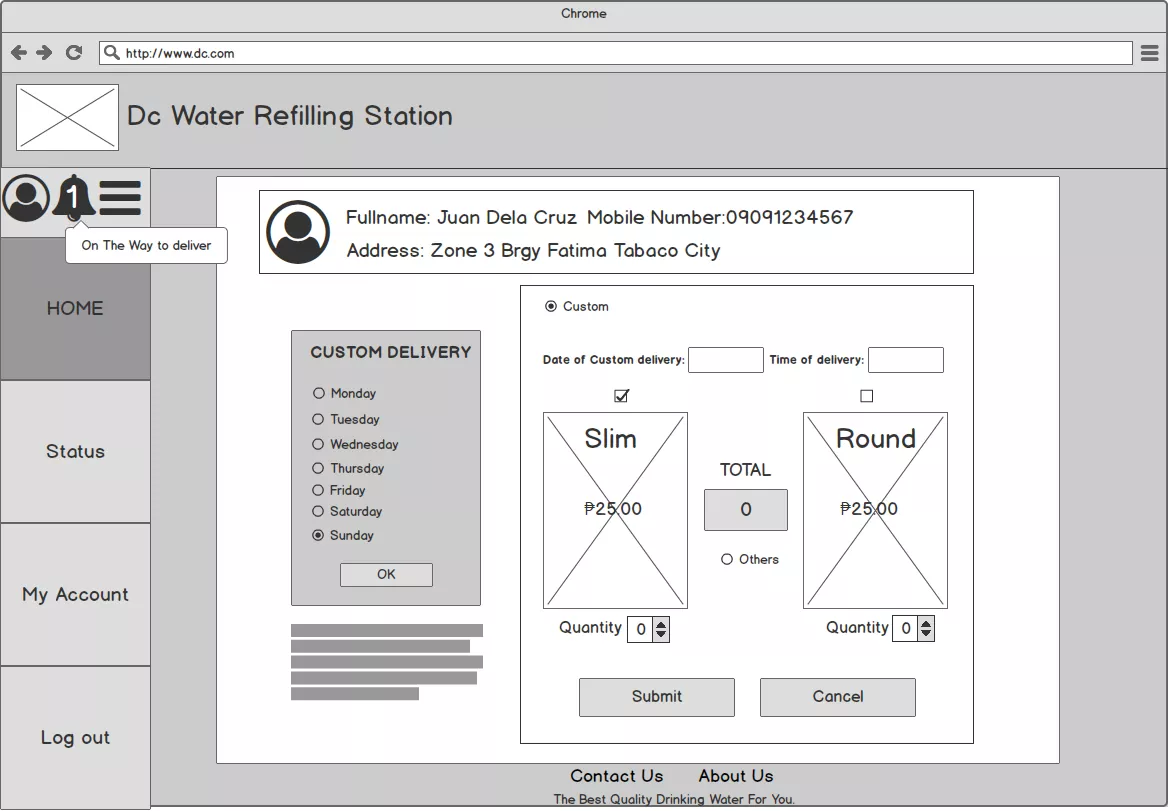 Chrome
http://www.dc.com
Dc Water Refilling Station
1
On The Way to deliver
HOME
Status
My Account
Log out
Fullname: Juan Dela Cruz Mobile Number:09091234567
Address: Zone 3 Brgy Fatima Tabaco City
CUSTOM DELIVERY
Monday
Tuesday
Wednesday
Thursday
Friday
Saturday
Sunday
OK
Custom
Date of Custom delivery: Time of delivery:
Slim
₱25.00
Quantity 0
TOTAL
0
Others
Round
₱25.00
Quantity 0
Submit Cancel
Contact Us About Us
The Best Quality Drinking Water For You.